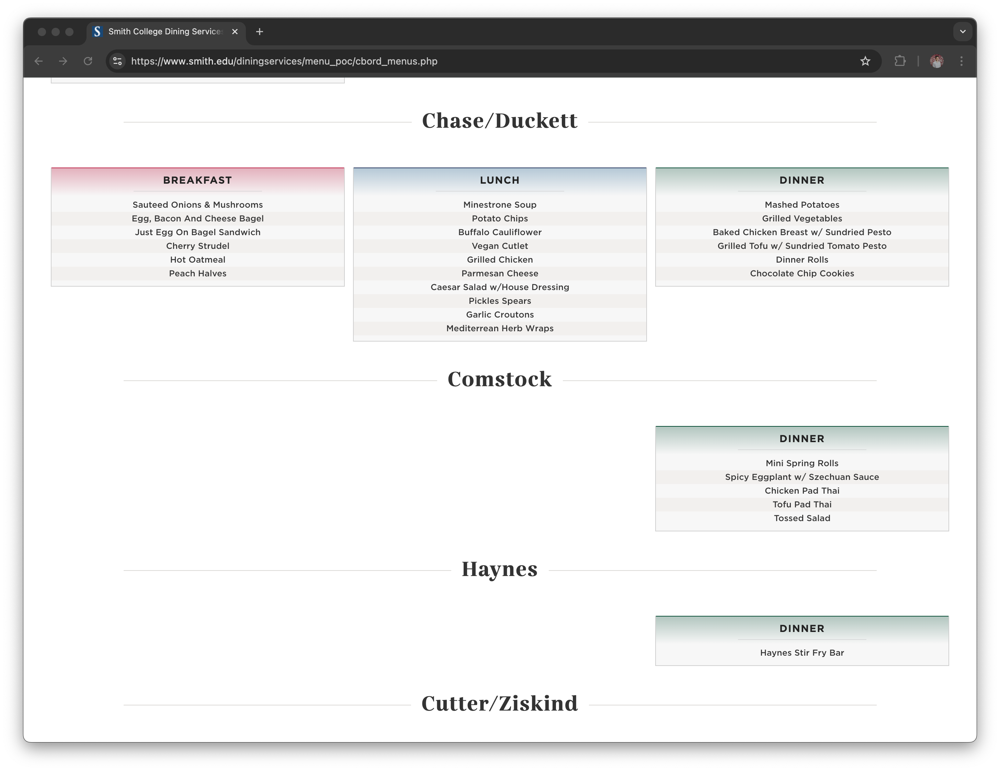 Smith College Dining Services
https://www.smith.edu/diningservices/menu_poc/cbord_menus.php
Chase/Duckett
BREAKFAST
Sauteed Onions & Mushrooms
Egg, Bacon And Cheese Bagel
Just Egg On Bagel Sandwich
Cherry Strudel
Hot Oatmeal
Peach Halves
LUNCH
Minestrone Soup
Potato Chips
Buffalo Cauliflower
Vegan Cutlet
Grilled Chicken
Parmesan Cheese
Caesar Salad w/House Dressing
Pickles Spears
Garlic Croutons
Mediterrean Herb Wraps
DINNER
Mashed Potatoes
Grilled Vegetables
Baked Chicken Breast w/ Sundried Pesto
Grilled Tofu w/ Sundried Tomato Pesto
Dinner Rolls
Chocolate Chip Cookies
Comstock
DINNER
Mini Spring Rolls
Spicy Eggplant w/ Szechuan Sauce
Chicken Pad Thai
Tofu Pad Thai
Tossed Salad
Haynes
DINNER
Haynes Stir Fry Bar
Cutter/Ziskind